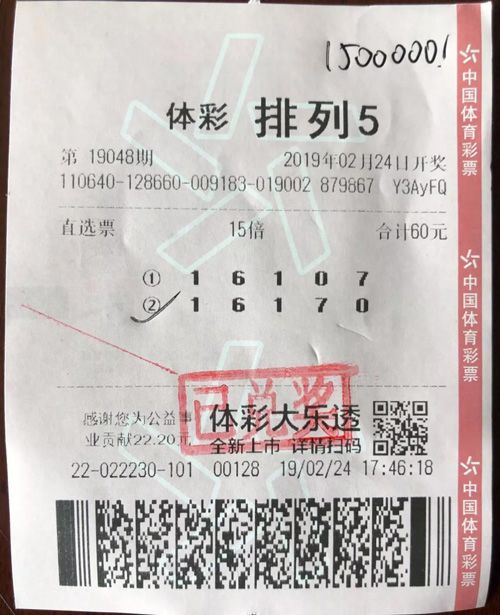 1500000!
体彩 排列5
第 19048期 2019年02月24日开奖
110640-128660-009183-019002 879867 Y3AyFQ
直选票 15倍 合计60元
① 1 6 1 0 7
② 1 6 1 7 0
已兑奖
感谢您为公益事
业贡献22.20元
体彩大乐透
全新上市 详情扫码
22-022230-101 00128 19/02/24 17:46:18
中国体育彩票
中国体育彩票
中国体育彩票